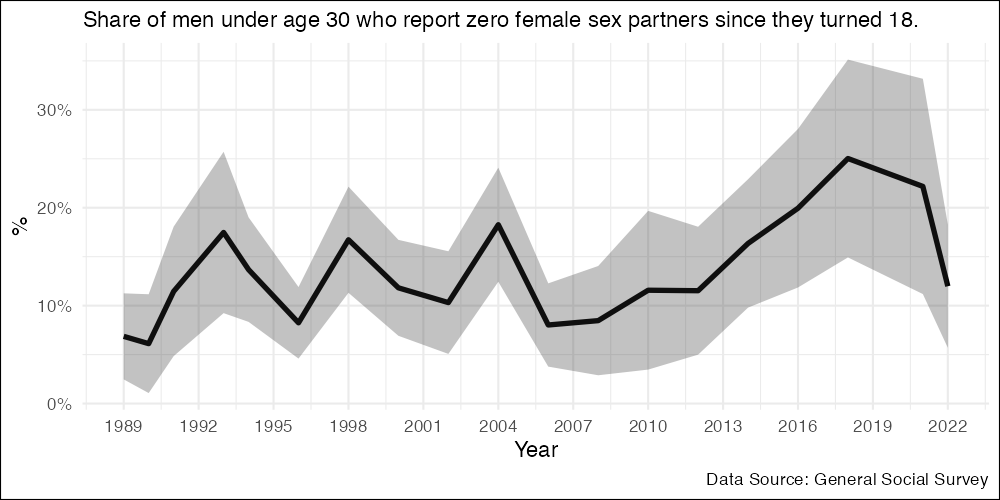 Share of men under age 30 who report zero female sex partners since they turned 18.
30%
20%
10%
0%
%
1989 1992 1995 1998 2001 2004 2007 2010 2013 2016 2019 2022
Year
Data Source: General Social Survey